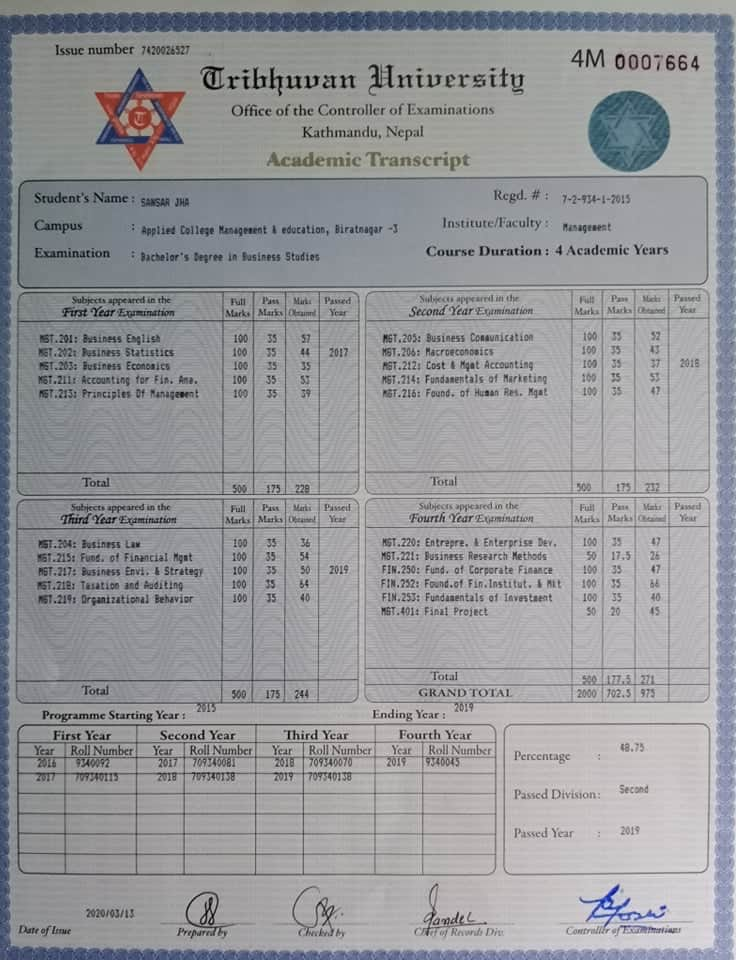 Issue number 7420026527
4M 0007664
Tribhuvan University
Office of the Controller of Examinations
Kathmandu, Nepal
Academic Transcript
Student's Name : SANSAR JHA
Regd. # : 7-2-934-1-2015
Campus : Applied College Management & education, Biratnagar -3
Institute/Faculty : Management
Examination : Bachelor's Degree in Business Studies
Course Duration : 4 Academic Years
Subjects appeared in the First Year Examination Full Marks Pass Marks Marks Obtained Passed Year
MGT.201: Business English 100 35 57
MGT.202: Business Statistics 100 35 44 2017
MGT.203: Business Economics 100 35 35
MGT.211: Accounting for Fin. Ana. 100 35 53
MGT.213: Principles Of Management 100 35 39
Total 500 175 228
Subjects appeared in the Second Year Examination Full Marks Pass Marks Marks Obtained Passed Year
MGT.205: Business Communication 100 35 52
MGT.206: Macroeconomics 100 35 43
MGT.212: Cost & Mgmt Accounting 100 35 37 2018
MGT.214: Fundamentals of Marketing 100 35 53
MGT.216: Found. of Human Res. Mgmt 100 35 47
Total 500 175 232
Subjects appeared in the Third Year Examination Full Marks Pass Marks Marks Obtained Passed Year
MGT.204: Business Law 100 35 36
MGT.215: Fund. of Financial Mgmt 100 35 54
MGT.217: Business Envi. & Strategy 100 35 50 2019
MGT.218: Taxation and Auditing 100 35 64
MGT.219: Organizational Behavior 100 35 40
Total 500 175 244
Subjects appeared in the Fourth Year Examination Full Marks Pass Marks Marks Obtained Passed Year
MGT.220: Entrepre. & Enterprise Dev. 100 35 47
MGT.221: Business Research Methods 50 17.5 26
FIN.250: Fund. of Corporate Finance 100 35 47
FIN.252: Found.of Fin.Institut. & Mkt 100 35 66
FIN.253: Fundamentals of Investment 100 35 40
MGT.401: Final Project 50 20 45
Total 500 177.5 271
GRAND TOTAL 2000 702.5 975
Programme Starting Year : 2015
Ending Year : 2019
First Year Second Year Third Year Fourth Year
Year Roll Number Year Roll Number Year Roll Number Year Roll Number
2016 9340092 2017 709340081 2018 709340070 2019 9340045
2017 709340115 2018 709340138 2019 709340138
Percentage : 48.75
Passed Division : Second
Passed Year : 2019
2020/03/13
Date of Issue
Prepared by
Checked by
Chief of Records Div.
Controller of Examinations